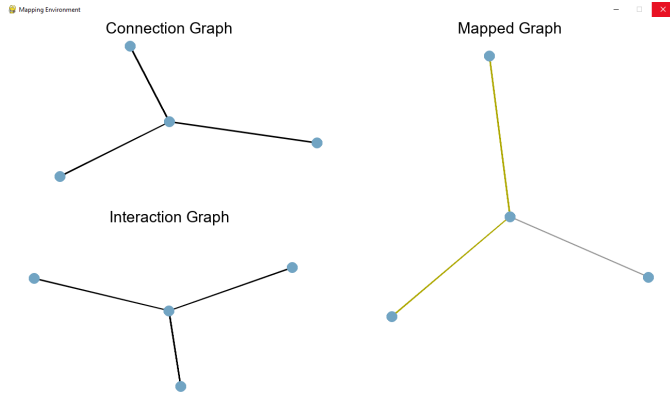 Mapping Environment
Connection Graph
Mapped Graph
Interaction Graph